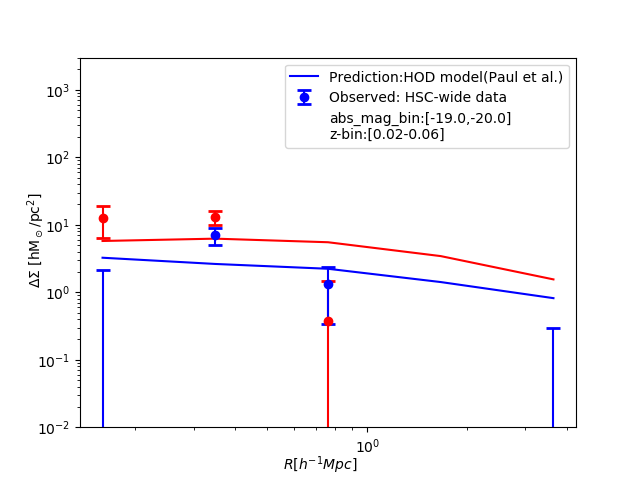 Prediction:HOD model(Paul et al.)
Observed: HSC-wide data
abs_mag_bin:[-19.0,-20.0]
z-bin:[0.02-0.06]
10³
10²
10¹
10⁰
10⁻¹
10⁻²
ΔΣ [hM⊙/pc²]
10⁰
R[h⁻¹Mpc]